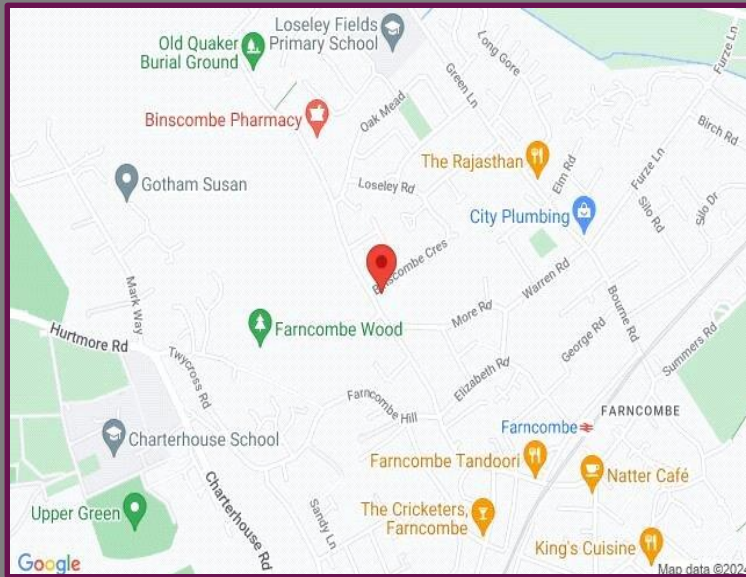 Loseley Fields
Primary School
Old Quaker
Burial Ground
Long Gore
Furze Ln
Green Ln
Oak Mead
Binscombe Pharmacy
Birch Rd
The Rajasthan
Elm Rd
Furze Ln
Gotham Susan
Loseley Rd
City Plumbing
Silo Rd
Silo Dr
Binscombe Cres
Mark Way
Warren Rd
More Rd
Bourne Rd
Farncombe Wood
George Rd
Summers Rd
Hurtmore Rd
Twycross Rd
Elizabeth Rd
Farncombe Hill
FARNCOMBE
Farncombe
Charterhouse School
Farncombe Tandoori
Natter Café
Charterhouse Rd
Sandy Ln
Upper Green
The Cricketers,
Farncombe
King's Cuisine
Google
Map data ©2024